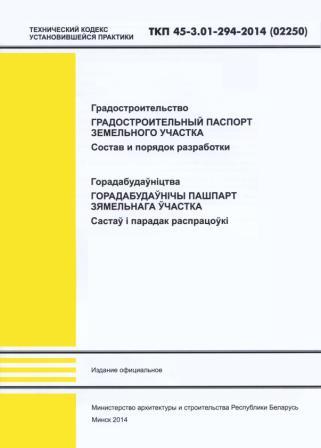 ТЕХНИЧЕСКИЙ КОДЕКС
УСТАНОВИВШЕЙСЯ ПРАКТИКИ
ТКП 45-3.01-294-2014 (02250)
Градостроительство
ГРАДОСТРОИТЕЛЬНЫЙ ПАСПОРТ
ЗЕМЕЛЬНОГО УЧАСТКА
Состав и порядок разработки
Горадабудаўніцтва
ГОРАДАБУДАЎНІЧЫ ПАШПАРТ
ЗЯМЕЛЬНАГА ЎЧАСТКА
Састаў і парадак распрацоўкі
Издание официальное
Министерство архитектуры и строительства Республики Беларусь
Минск 2014